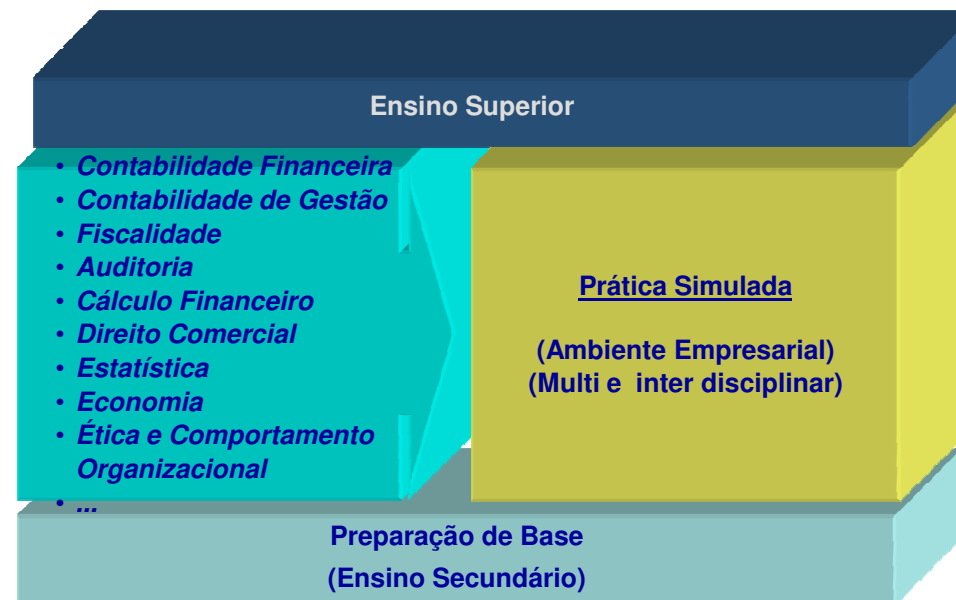 Ensino Superior
• Contabilidade Financeira
• Contabilidade de Gestão
• Fiscalidade
• Auditoria
• Cálculo Financeiro
• Direito Comercial
• Estatística
• Economia
• Ética e Comportamento
Organizacional
• ...
Prática Simulada
(Ambiente Empresarial)
(Multi e inter disciplinar)
Preparação de Base
(Ensino Secundário)